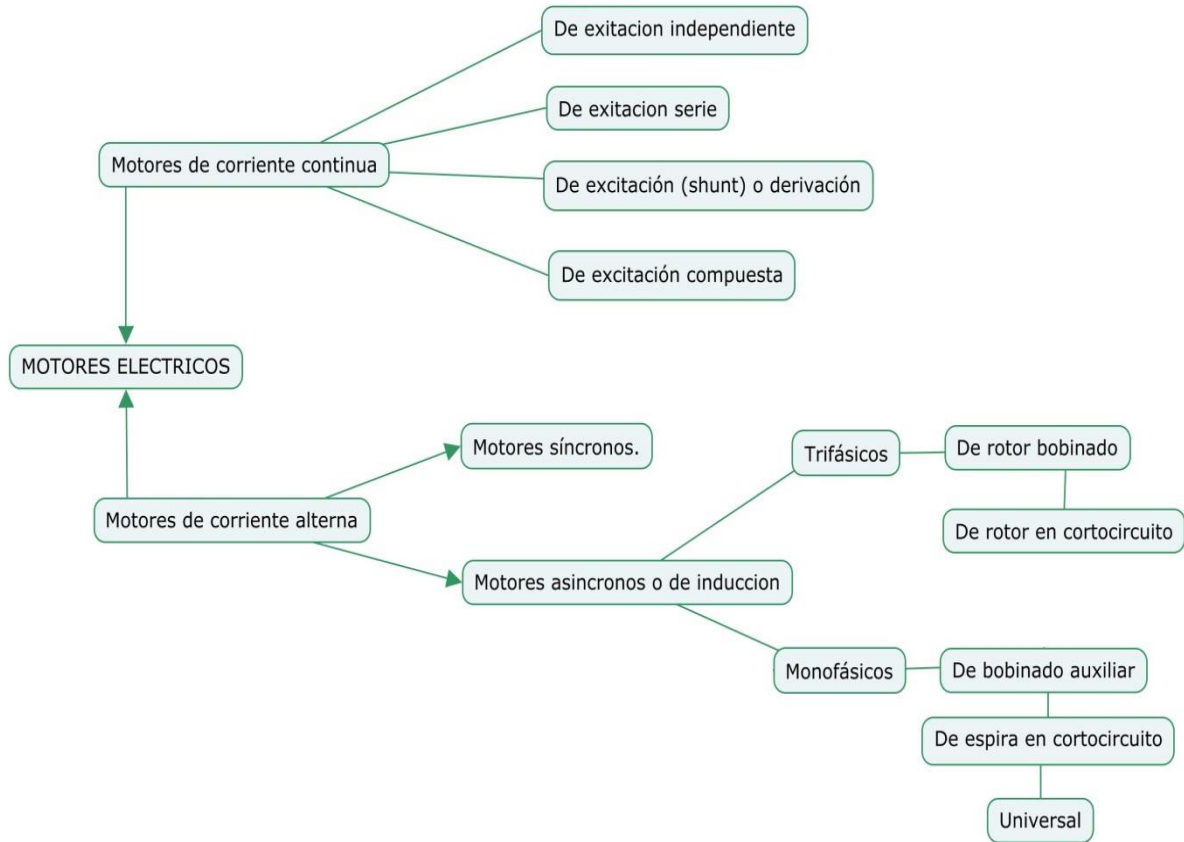 De exitacion independiente
De exitacion serie
Motores de corriente continua
De excitación (shunt) o derivación
De excitación compuesta
MOTORES ELECTRICOS
Motores síncronos.
Trifásicos
De rotor bobinado
Motores de corriente alterna
De rotor en cortocircuito
Motores asincronos o de induccion
Monofásicos
De bobinado auxiliar
De espira en cortocircuito
Universal